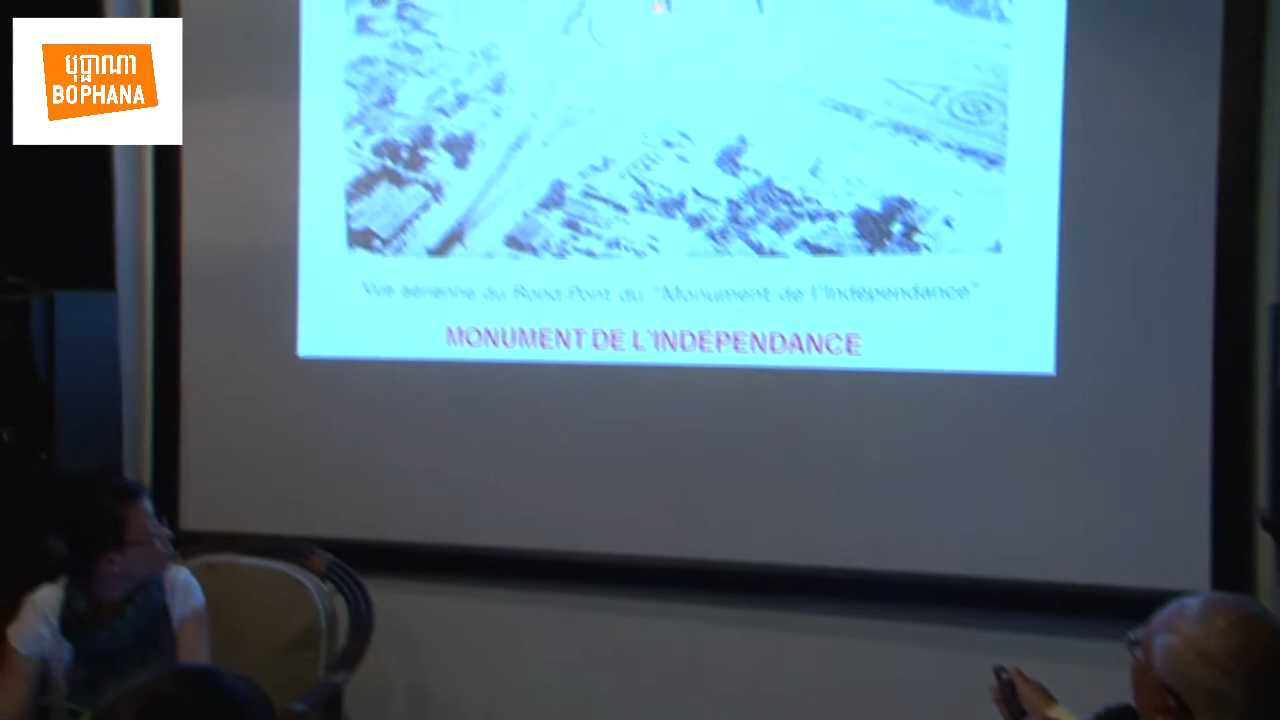 បុប្ផាណា
BOPHANA
Vue aérienne du Rond-Point du "Monument de l'Indépendance"
MONUMENT DE L'INDEPENDANCE